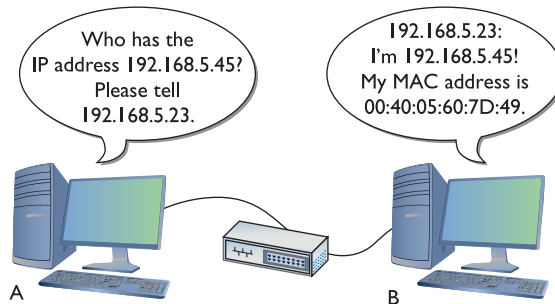 Who has the
IP address 192.168.5.45?
Please tell
192.168.5.23.
192.168.5.23:
I'm 192.168.5.45!
My MAC address is
00:40:05:60:7D:49.
A
B